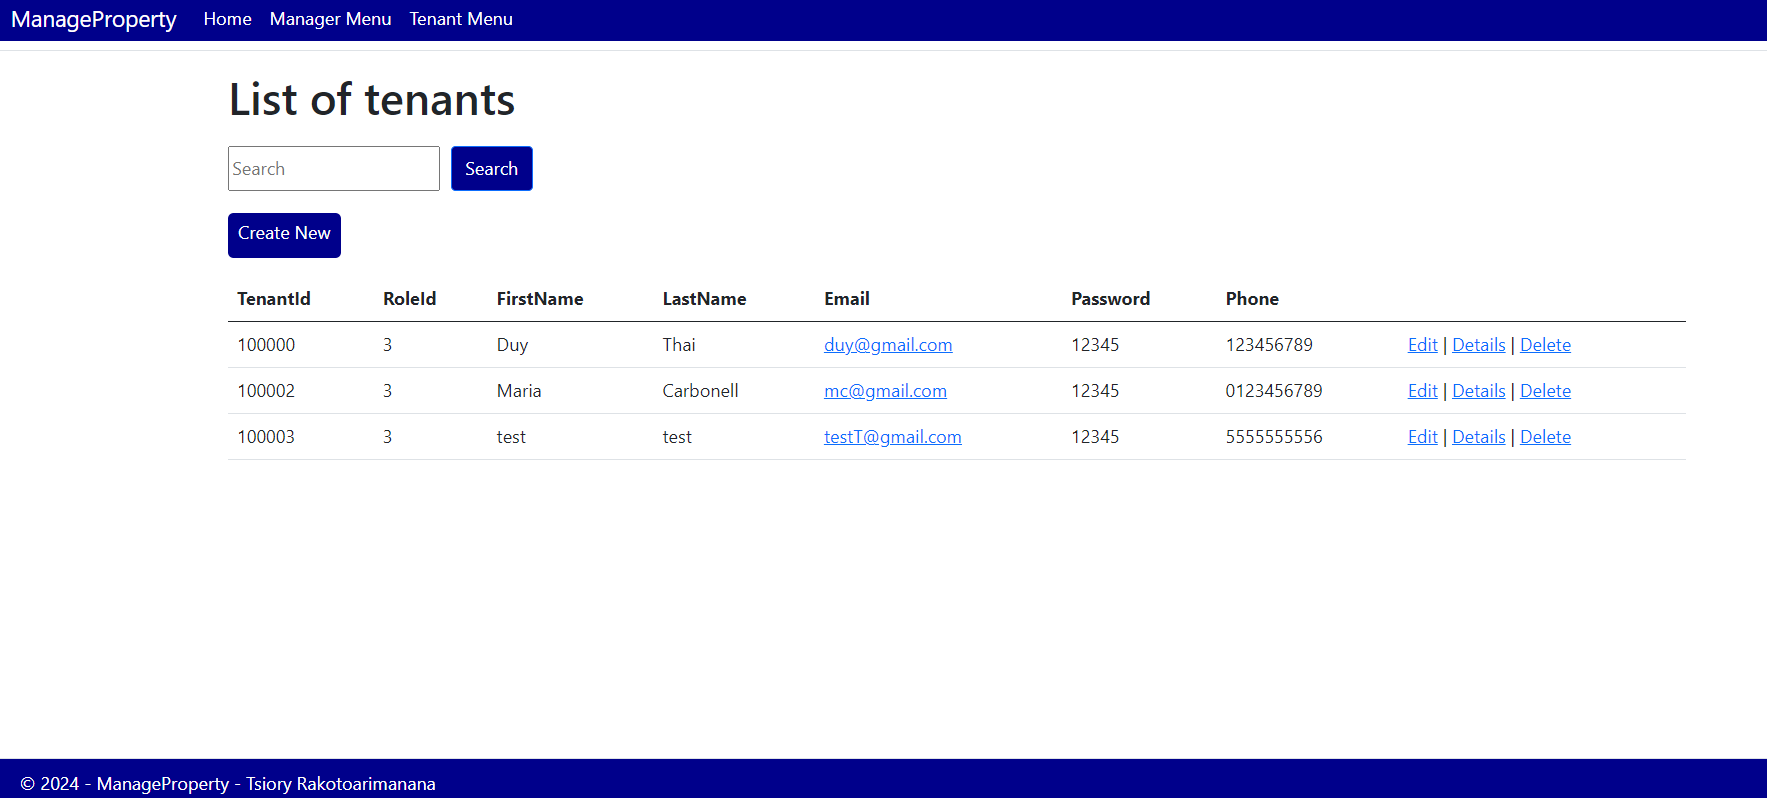 ManageProperty Home Manager Menu Tenant Menu
List of tenants
Search Search
Create New
TenantId RoleId FirstName LastName Email Password Phone
100000 3 Duy Thai duy@gmail.com 12345 123456789 Edit | Details | Delete
100002 3 Maria Carbonell mc@gmail.com 12345 0123456789 Edit | Details | Delete
100003 3 test test testT@gmail.com 12345 5555555556 Edit | Details | Delete
© 2024 - ManageProperty - Tsiory Rakotoarimanana